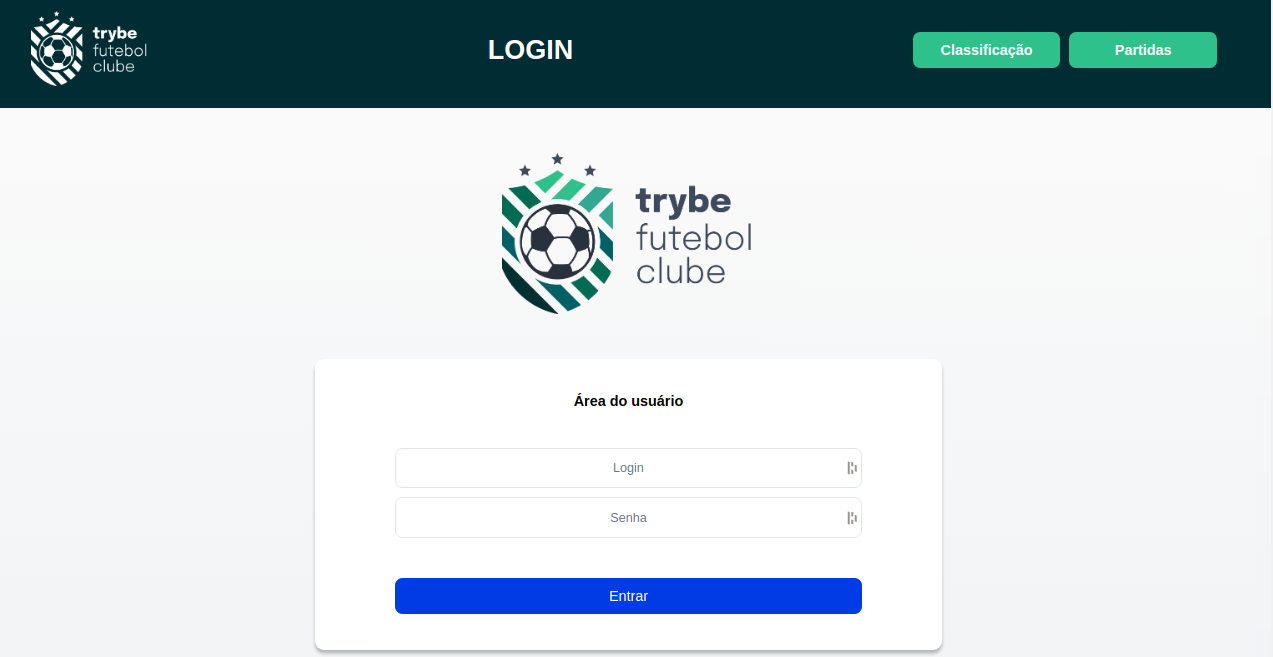 trybe
futebol
clube
LOGIN
Classificação
Partidas
trybe
futebol
clube
Área do usuário
Login
Senha
Entrar